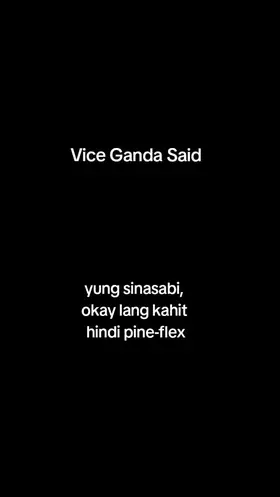 Vice Ganda Said
yung sinasabi,
okay lang kahit
hindi pine-flex